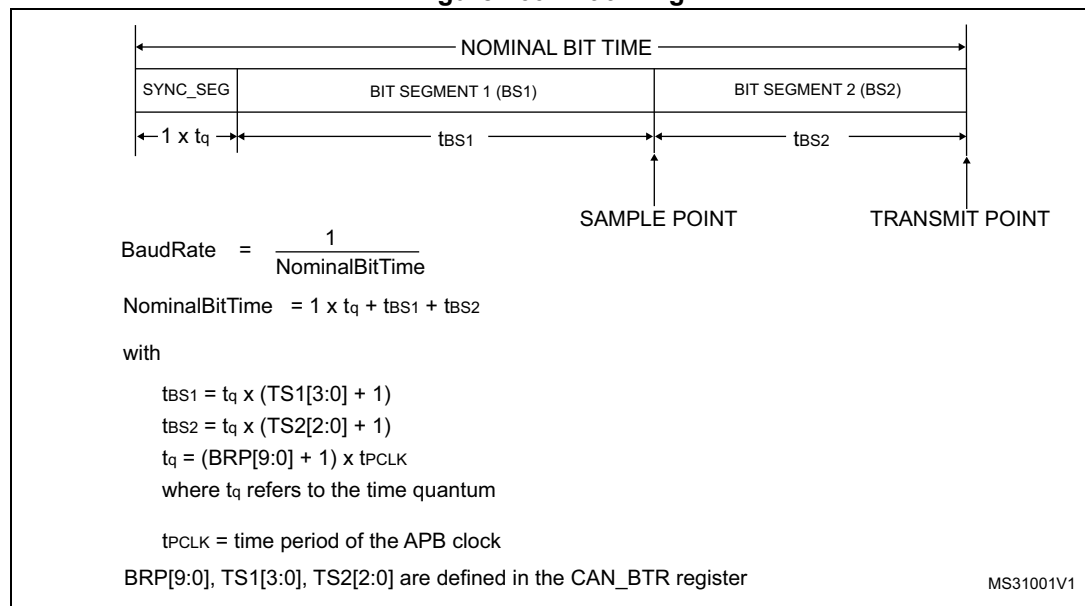 NOMINAL BIT TIME
SYNC_SEG BIT SEGMENT 1 (BS1) BIT SEGMENT 2 (BS2)
1 x tq tBS1 tBS2
SAMPLE POINT TRANSMIT POINT
BaudRate = 1
NominalBitTime
NominalBitTime = 1 x tq + tBS1 + tBS2
with
tBS1 = tq x (TS1[3:0] + 1)
tBS2 = tq x (TS2[2:0] + 1)
tq = (BRP[9:0] + 1) x tPCLK
where tq refers to the time quantum
tPCLK = time period of the APB clock
BRP[9:0], TS1[3:0], TS2[2:0] are defined in the CAN_BTR register
MS31001V1